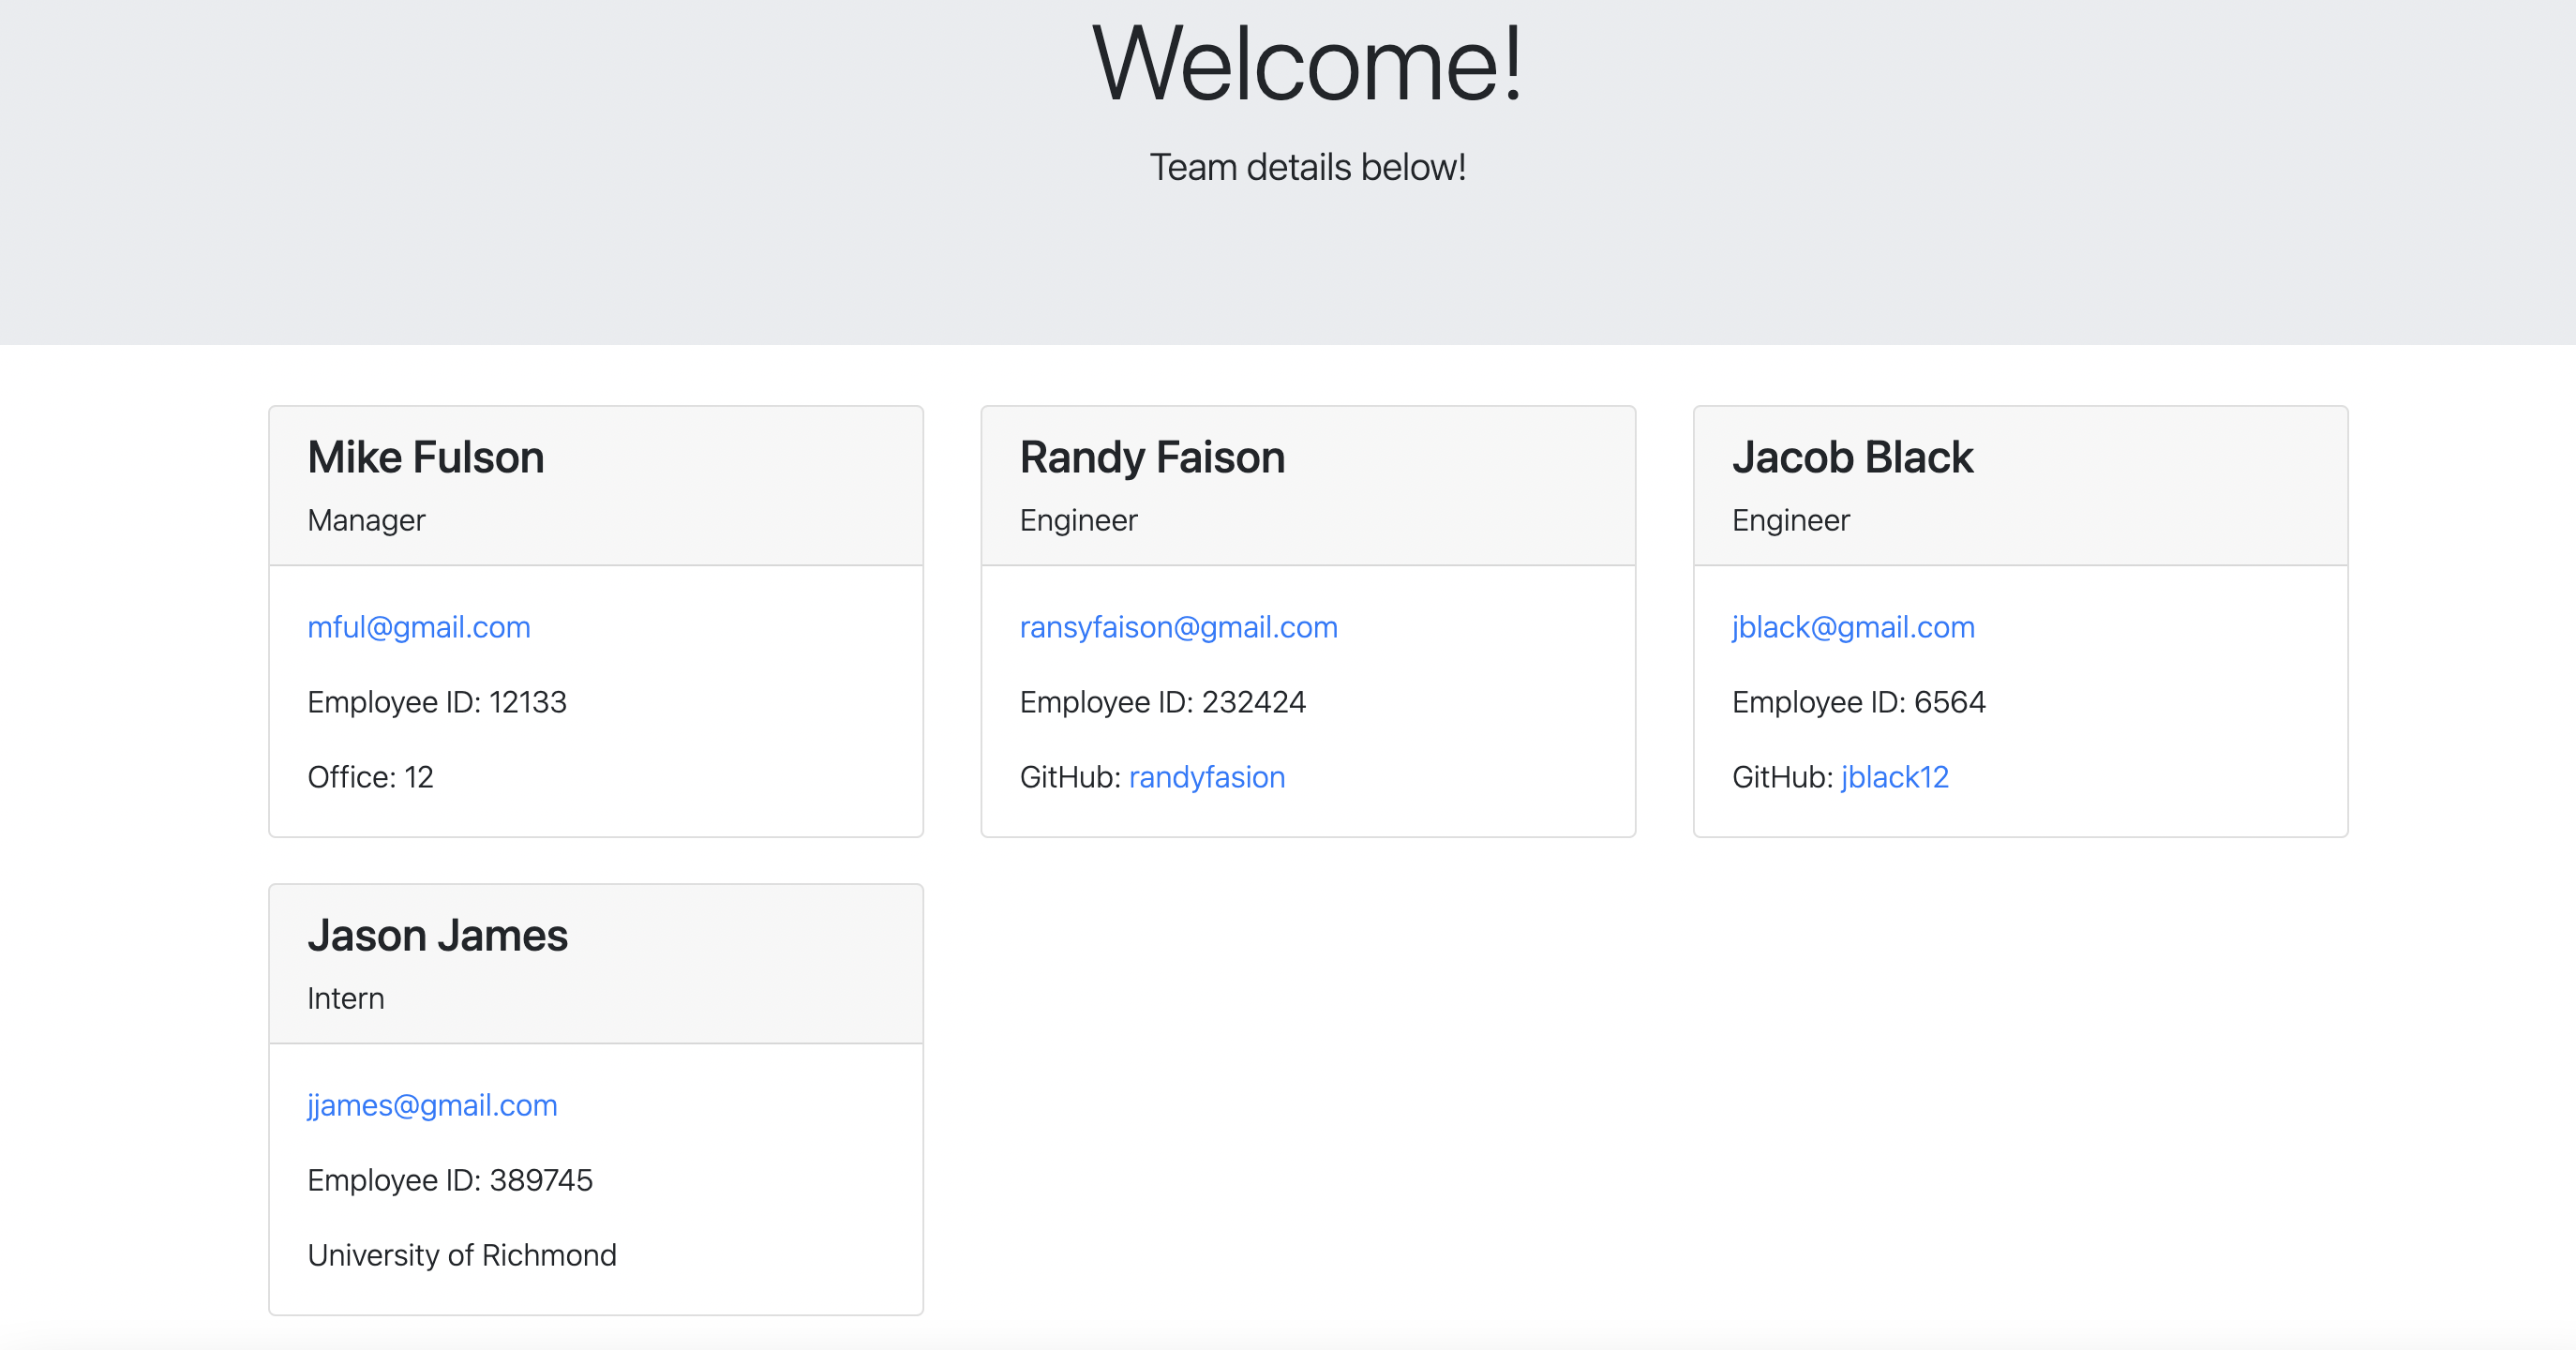 Welcome!
Team details below!
Mike Fulson
Manager
mful@gmail.com
Employee ID: 12133
Office: 12
Randy Faison
Engineer
ransyfaison@gmail.com
Employee ID: 232424
GitHub: randyfasion
Jacob Black
Engineer
jblack@gmail.com
Employee ID: 6564
GitHub: jblack12
Jason James
Intern
jjames@gmail.com
Employee ID: 389745
University of Richmond